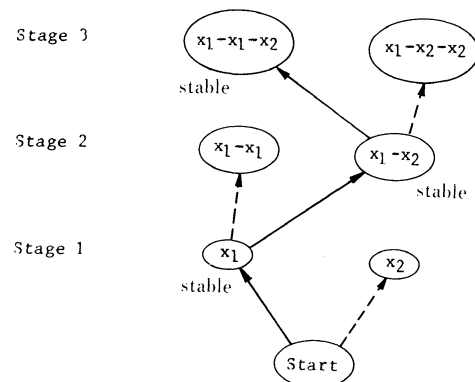 Stage 3
x1-x1-x2
x1-x2-x2
stable
Stage 2
x1-x1
x1-x2
stable
Stage 1
x1
x2
stable
Start